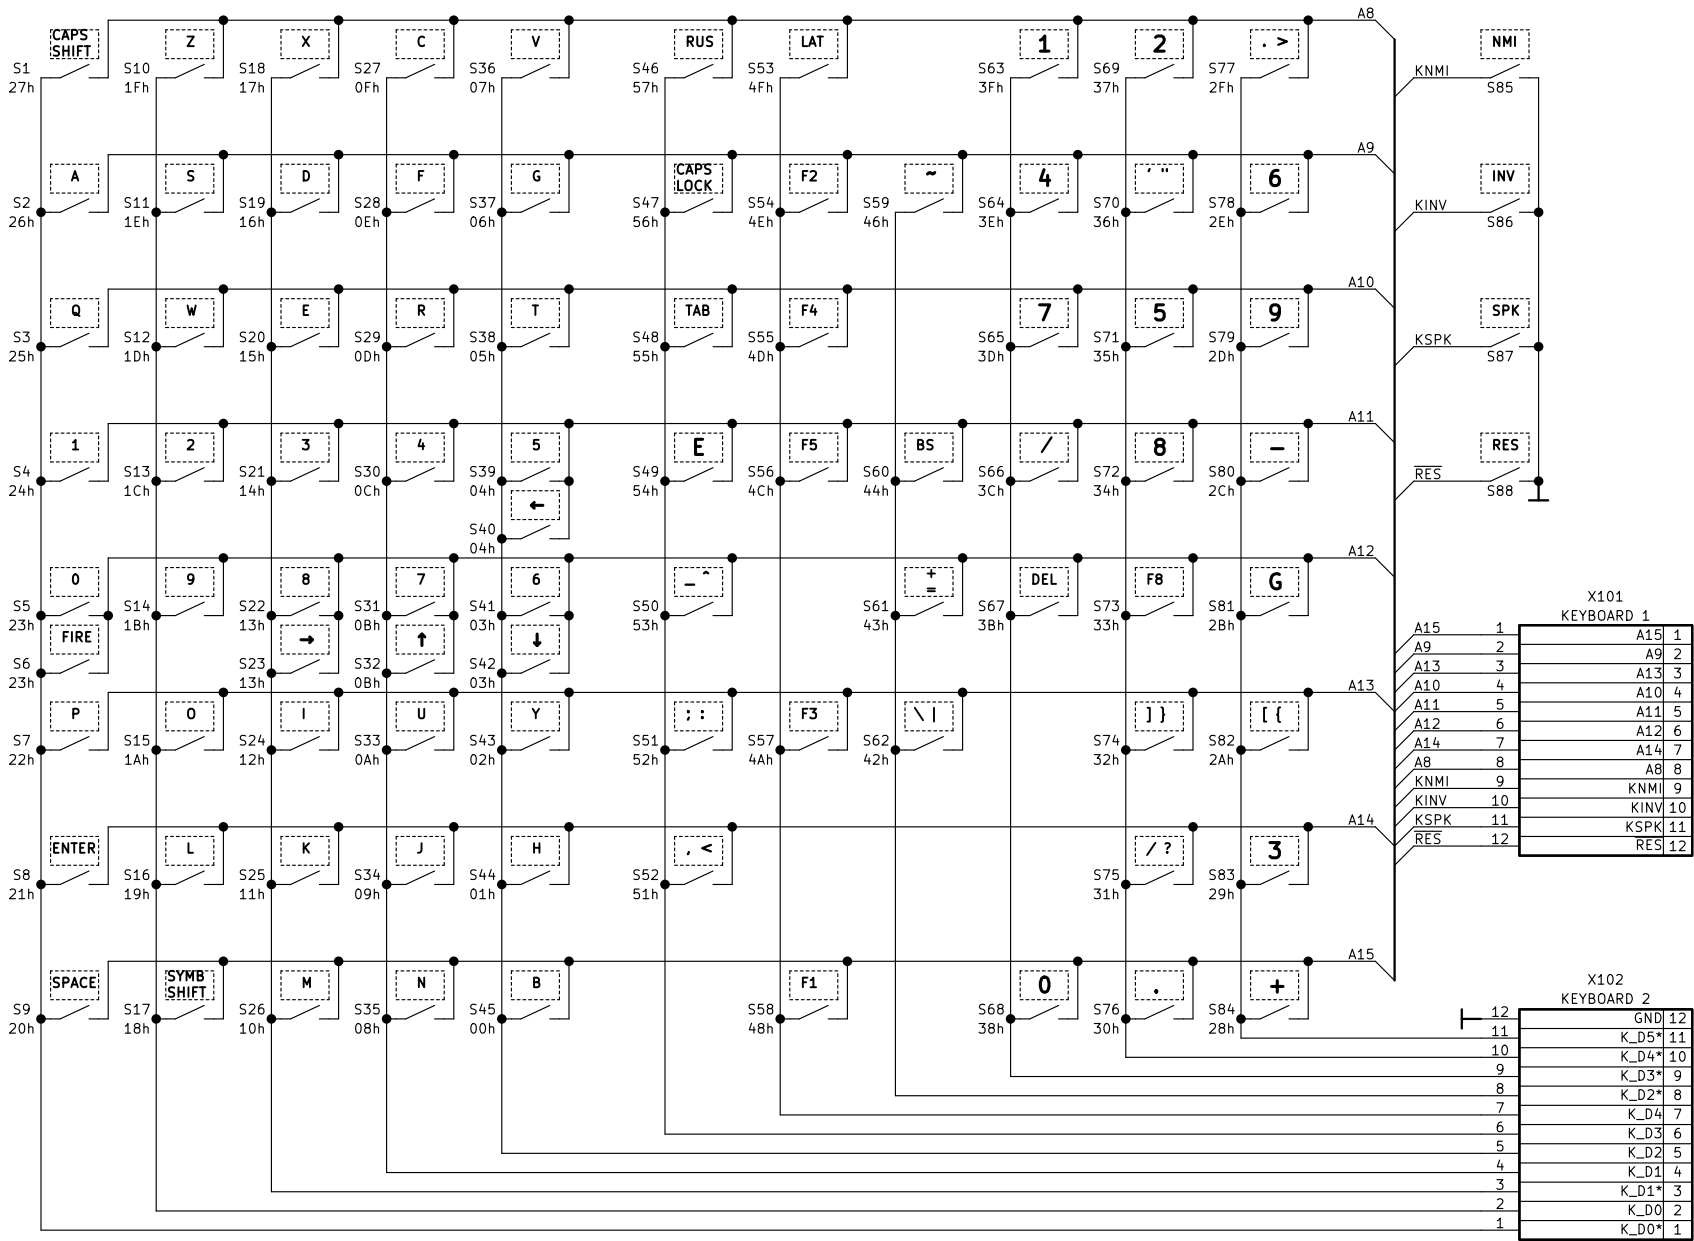 A8
CAPS SHIFT Z X C V RUS LAT 1 2 . > NMI
S1 S10 S18 S27 S36 S46 S53 S63 S69 S77 KNMI
27h 1Fh 17h 0Fh 07h 57h 4Fh 3Fh 37h 2Fh S85
A9
A S D F G CAPS LOCK F2 ~ 4 ' " 6 INV
S2 S11 S19 S28 S37 S47 S54 S59 S64 S70 S78 KINV
26h 1Eh 16h 0Eh 06h 56h 4Eh 46h 3Eh 36h 2Eh S86
A10
Q W E R T TAB F4 7 5 9 SPK
S3 S12 S20 S29 S38 S48 S55 S65 S71 S79 KSPK
25h 1Dh 15h 0Dh 05h 55h 4Dh 3Dh 35h 2Dh S87
A11
1 2 3 4 5 E F5 BS / 8 − RES
S4 S13 S21 S30 S39 S49 S56 S60 S66 S72 S80 RES
24h 1Ch 14h 0Ch 04h 54h 4Ch 44h 3Ch 34h 2Ch S88
←
S40
04h
A12
0 9 8 7 6 _ ^ + = DEL F8 G
S5 S14 S22 S31 S41 S50 S61 S67 S73 S81
23h 1Bh 13h 0Bh 03h 53h 43h 3Bh 33h 2Bh
FIRE → ↑ ↓
S6 S23 S32 S42
23h 13h 0Bh 03h
A13
P O I U Y ; : F3 \ | ] } [ {
S7 S15 S24 S33 S43 S51 S57 S62 S74 S82
22h 1Ah 12h 0Ah 02h 52h 4Ah 42h 32h 2Ah
A14
ENTER L K J H , < / ? 3
S8 S16 S25 S34 S44 S52 S75 S83
21h 19h 11h 09h 01h 51h 31h 29h
A15
SPACE SYMB SHIFT M N B F1 0 . +
S9 S17 S26 S35 S45 S58 S68 S76 S84
20h 18h 10h 08h 00h 48h 38h 30h 28h
X101
KEYBOARD 1
A15 1 A15 1
A9 2 A9 2
A13 3 A13 3
A10 4 A10 4
A11 5 A11 5
A12 6 A12 6
A14 7 A14 7
A8 8 A8 8
KNMI 9 KNMI 9
KINV 10 KINV 10
KSPK 11 KSPK 11
RES 12 RES 12
X102
KEYBOARD 2
12 GND 12
11 K_D5* 11
10 K_D4* 10
9 K_D3* 9
8 K_D2* 8
7 K_D4 7
6 K_D3 6
5 K_D2 5
4 K_D1 4
3 K_D1* 3
2 K_D0 2
1 K_D0* 1